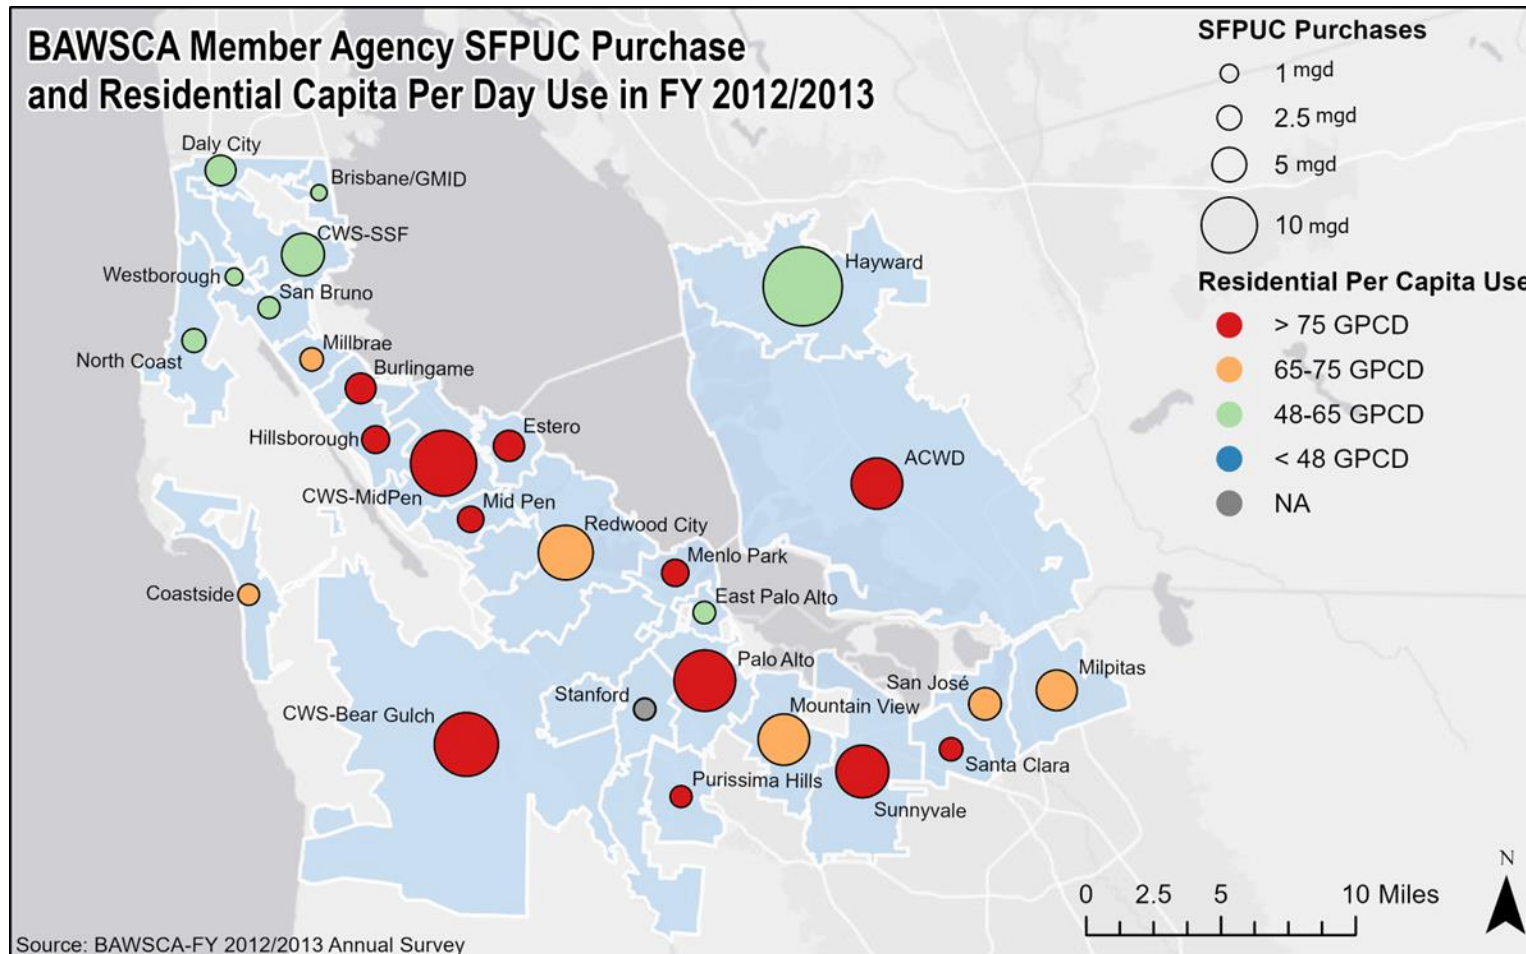 BAWSCA Member Agency SFPUC Purchase
and Residential Capita Per Day Use in FY 2012/2013
SFPUC Purchases
1 mgd
2.5 mgd
5 mgd
10 mgd
Residential Per Capita Use
> 75 GPCD
65-75 GPCD
48-65 GPCD
< 48 GPCD
NA
Daly City
Brisbane/GMID
CWS-SSF
Westborough
San Bruno
North Coast
Millbrae
Burlingame
Hayward
Hillsborough
Estero
ACWD
CWS-MidPen
Mid Pen
Redwood City
Menlo Park
Coastside
East Palo Alto
Palo Alto
Milpitas
San José
Stanford
Mountain View
CWS-Bear Gulch
Santa Clara
Purissima Hills
Sunnyvale
N
0 2.5 5 10 Miles
Source: BAWSCA-FY 2012/2013 Annual Survey